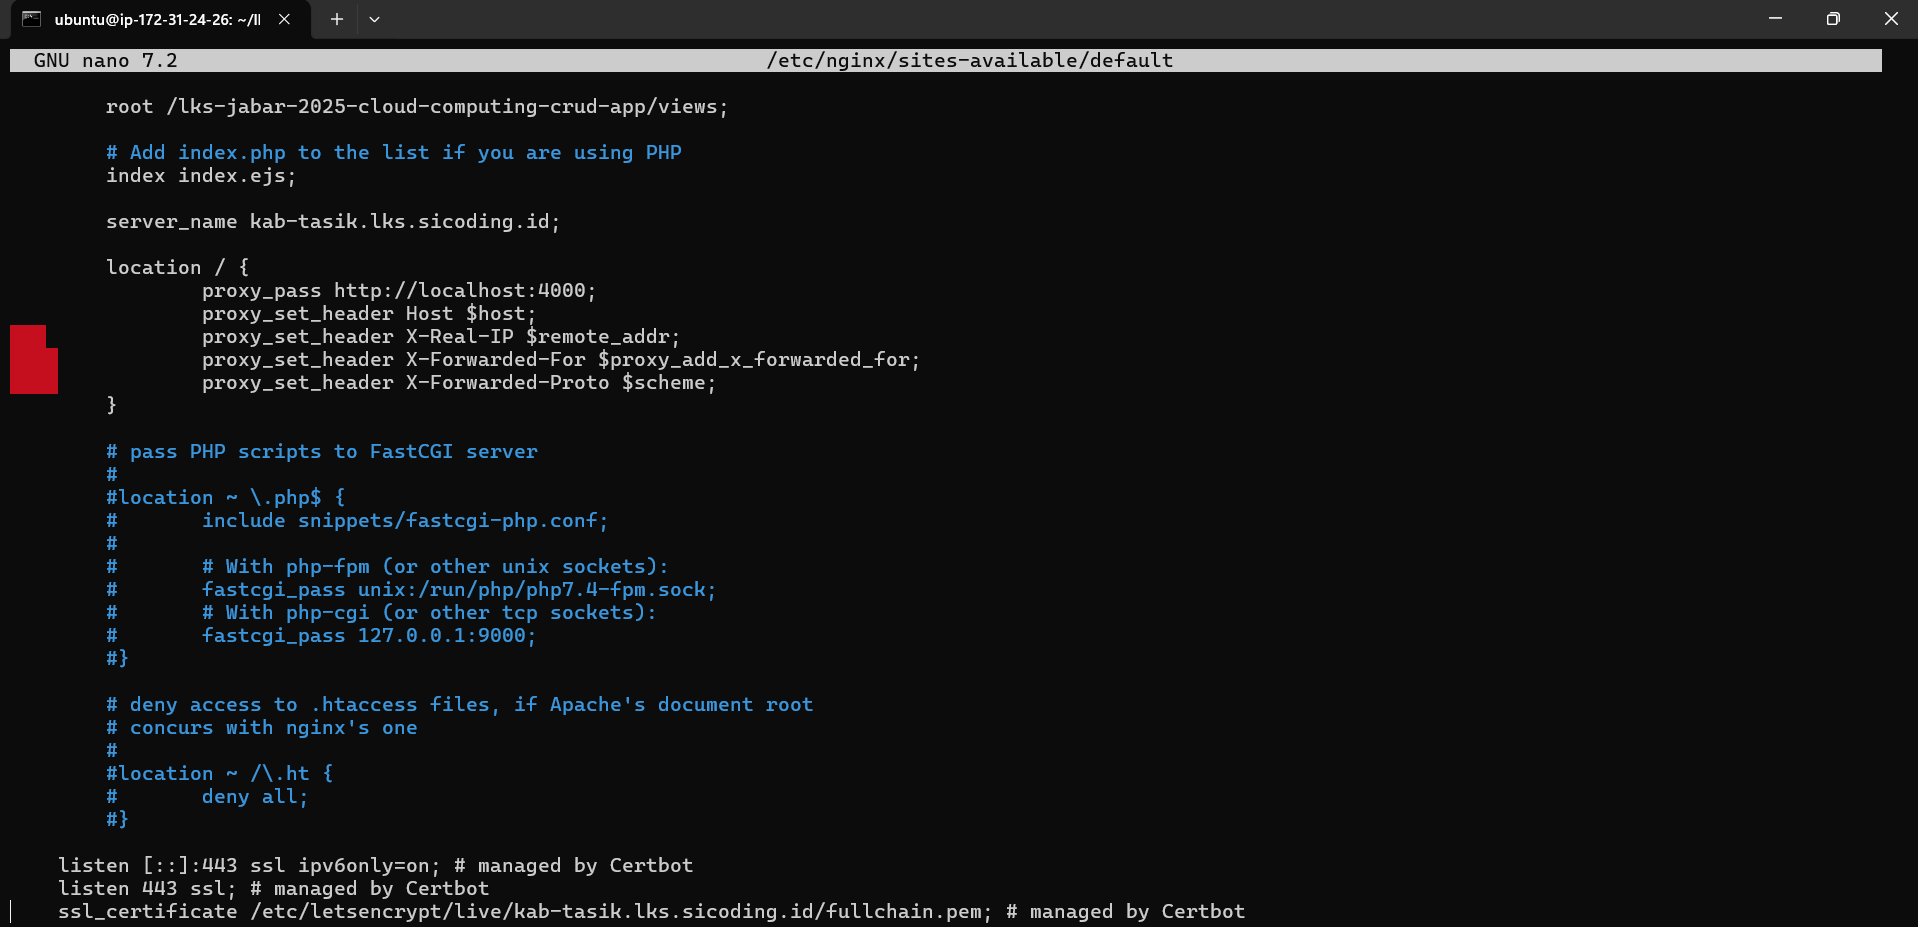 ubuntu@ip-172-31-24-26: ~/l
GNU nano 7.2 /etc/nginx/sites-available/default
root /lks-jabar-2025-cloud-computing-crud-app/views;
# Add index.php to the list if you are using PHP
index index.ejs;
server_name kab-tasik.lks.sicoding.id;
location / {
proxy_pass http://localhost:4000;
proxy_set_header Host $host;
proxy_set_header X-Real-IP $remote_addr;
proxy_set_header X-Forwarded-For $proxy_add_x_forwarded_for;
proxy_set_header X-Forwarded-Proto $scheme;
}
# pass PHP scripts to FastCGI server
#
#location ~ \.php$ {
#       include snippets/fastcgi-php.conf;
#
#       # With php-fpm (or other unix sockets):
#       fastcgi_pass unix:/run/php/php7.4-fpm.sock;
#       # With php-cgi (or other tcp sockets):
#       fastcgi_pass 127.0.0.1:9000;
#}
# deny access to .htaccess files, if Apache's document root
# concurs with nginx's one
#
#location ~ /\.ht {
#       deny all;
#}
listen [::]:443 ssl ipv6only=on; # managed by Certbot
listen 443 ssl; # managed by Certbot
ssl_certificate /etc/letsencrypt/live/kab-tasik.lks.sicoding.id/fullchain.pem; # managed by Certbot